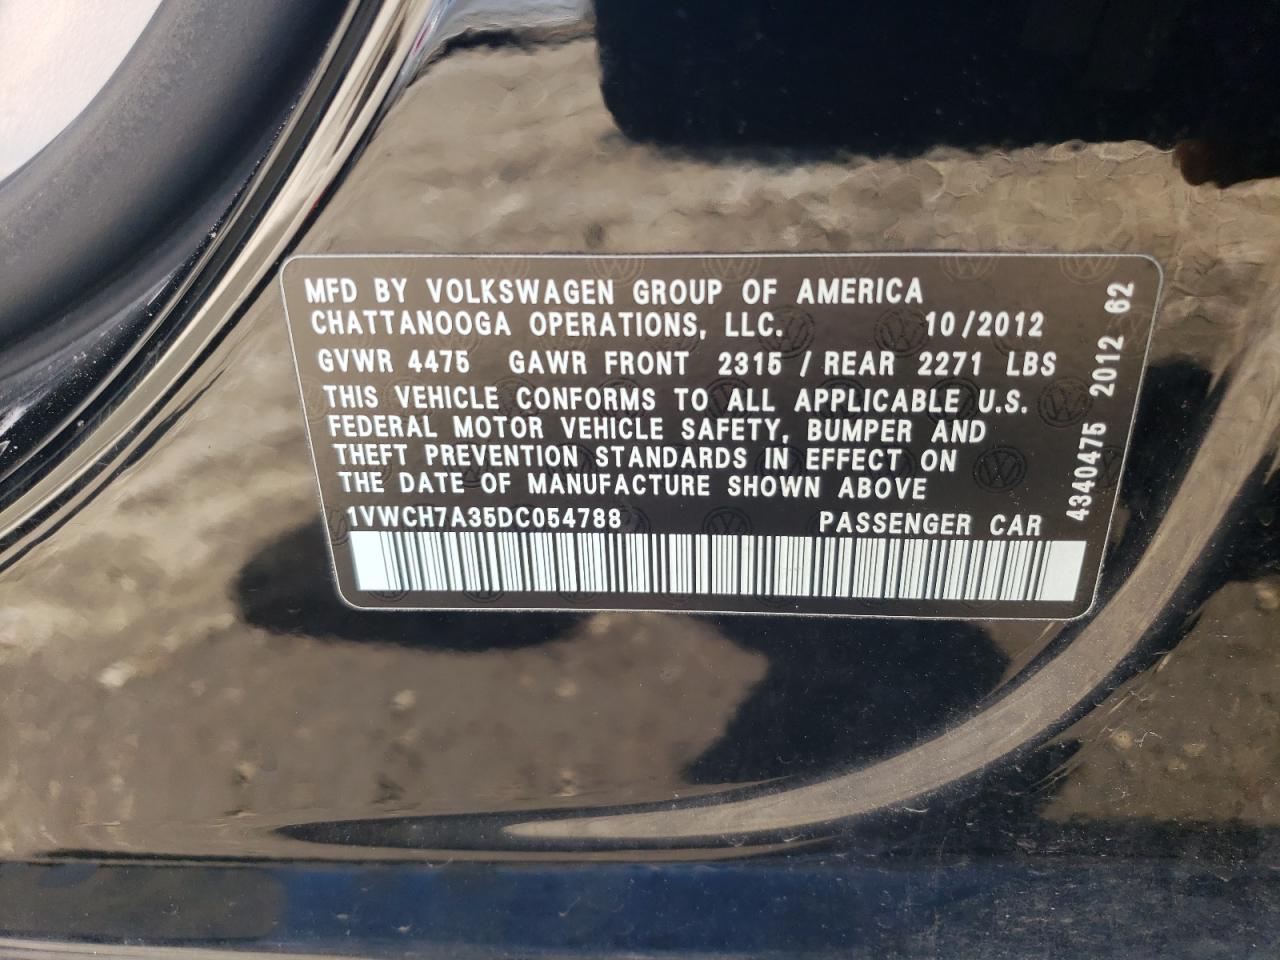 MFD BY VOLKSWAGEN GROUP OF AMERICA
CHATTANOOGA OPERATIONS, LLC. 10/2012
GVWR 4475 GAWR FRONT 2315 / REAR 2271 LBS
THIS VEHICLE CONFORMS TO ALL APPLICABLE U.S.
FEDERAL MOTOR VEHICLE SAFETY, BUMPER AND
THEFT PREVENTION STANDARDS IN EFFECT ON
THE DATE OF MANUFACTURE SHOWN ABOVE
1VWCH7A35DC054788 PASSENGER CAR
4340475 2012 62